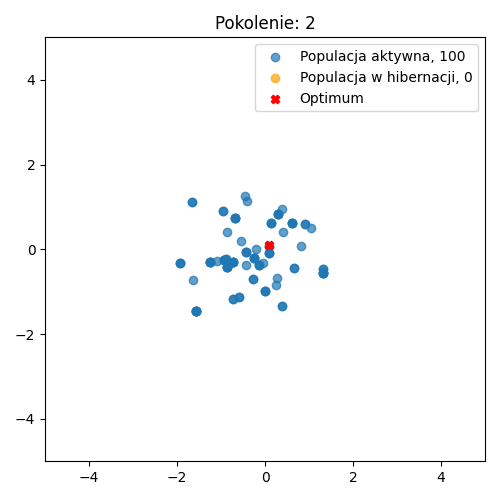 Pokolenie: 2
Populacja aktywna, 100
Populacja w hibernacji, 0
Optimum
4
2
0
−2
−4
−4 −2 0 2 4